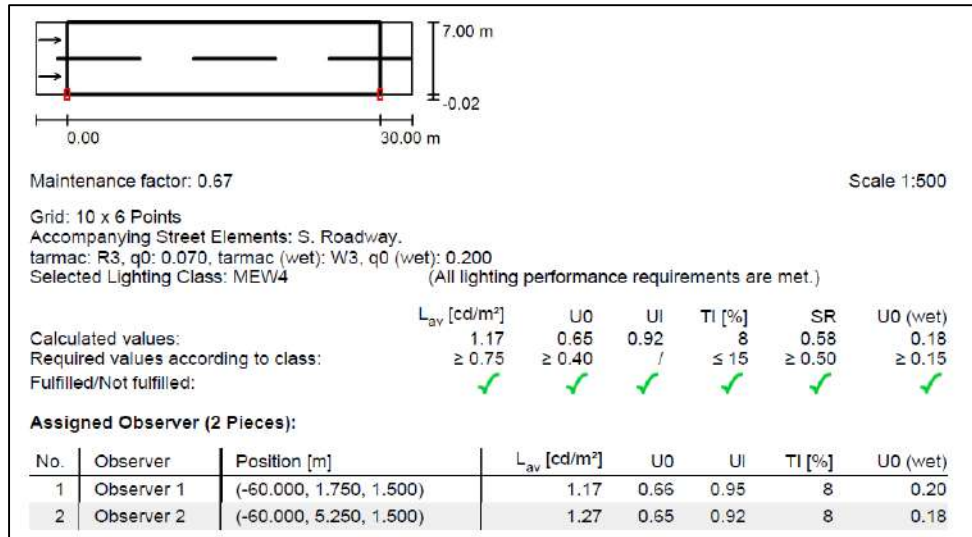 7.00 m
-0.02
0.00 30.00 m
Maintenance factor: 0.67 Scale 1:500
Grid: 10 x 6 Points
Accompanying Street Elements: S. Roadway.
tarmac: R3, q0: 0.070, tarmac (wet): W3, q0 (wet): 0.200
Selected Lighting Class: MEW4 (All lighting performance requirements are met.)
Lav [cd/m²] U0 Ul TI [%] SR U0 (wet)
Calculated values: 1.17 0.65 0.92 8 0.58 0.18
Required values according to class: ≥ 0.75 ≥ 0.40 / ≤ 15 ≥ 0.50 ≥ 0.15
Fulfilled/Not fulfilled: ✓ ✓ ✓ ✓ ✓ ✓
Assigned Observer (2 Pieces):
No. Observer Position [m] Lav [cd/m²] U0 Ul TI [%] U0 (wet)
1 Observer 1 (-60.000, 1.750, 1.500) 1.17 0.66 0.95 8 0.20
2 Observer 2 (-60.000, 5.250, 1.500) 1.27 0.65 0.92 8 0.18